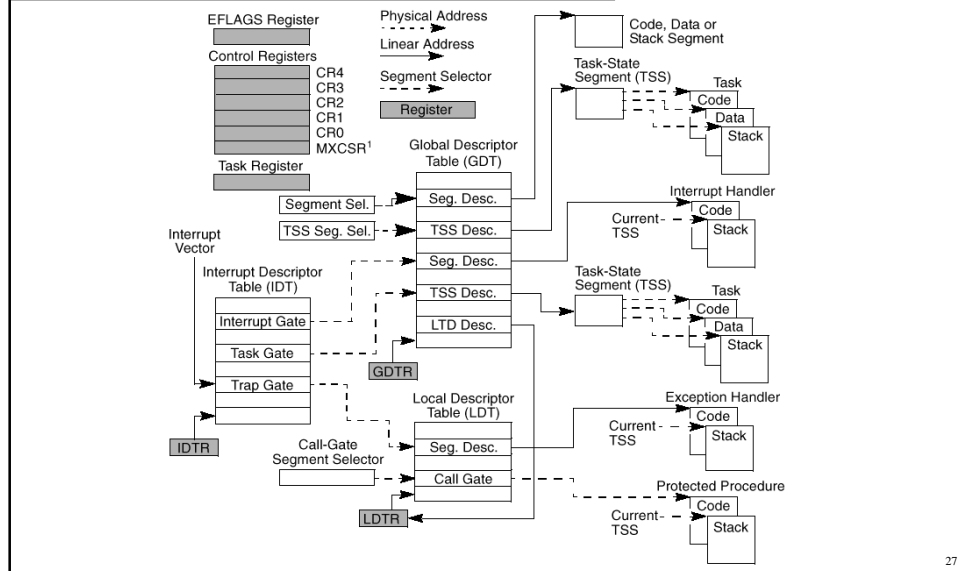 EFLAGS Register
Control Registers
CR4
CR3
CR2
CR1
CR0
MXCSR1
Task Register
Physical Address
Linear Address
Segment Selector
Register
Code, Data or
Stack Segment
Task-State
Segment (TSS)
Task
Code
Data
Stack
Global Descriptor
Table (GDT)
Segment Sel.
Seg. Desc.
TSS Seg. Sel.
TSS Desc.
Interrupt Handler
Code
Current
TSS
Stack
Interrupt
Vector
Seg. Desc.
Interrupt Descriptor
Table (IDT)
TSS Desc.
Task-State
Segment (TSS)
Task
Code
Data
Stack
Interrupt Gate
LTD Desc.
Task Gate
GDTR
Trap Gate
Local Descriptor
Table (LDT)
Exception Handler
Code
Current
TSS
Stack
IDTR
Call-Gate
Segment Selector
Seg. Desc.
Call Gate
Protected Procedure
Code
Current
TSS
Stack
LDTR
27